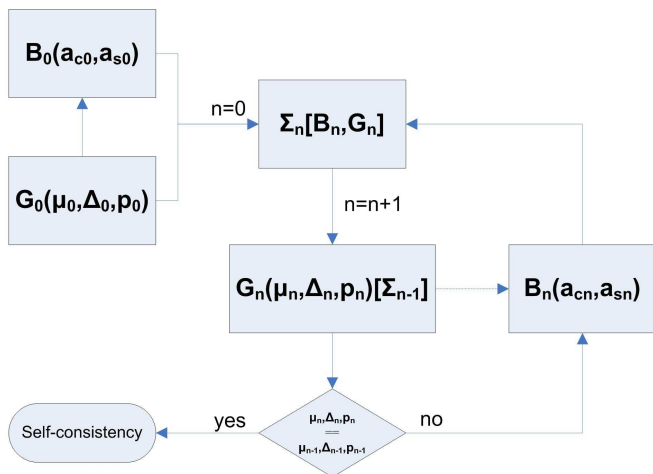 B₀(a_c0,a_s0)
n=0
Σₙ[Bₙ,Gₙ]
G₀(μ₀,Δ₀,p₀)
n=n+1
Gₙ(μₙ,Δₙ,pₙ)[Σₙ₋₁]
Bₙ(a_cn,a_sn)
μₙ,Δₙ,pₙ
==
μₙ₋₁,Δₙ₋₁,pₙ₋₁
yes
no
Self-consistency